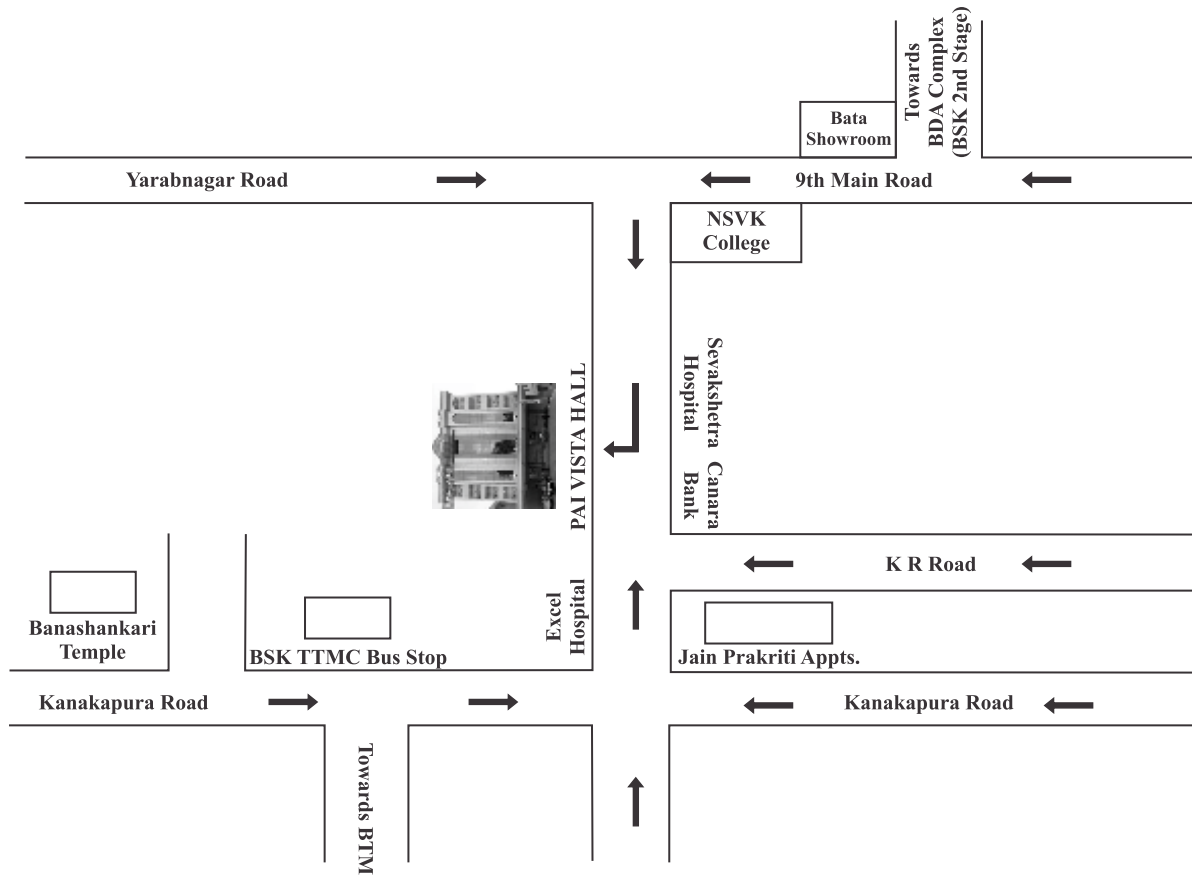 Towards
BDA Complex
(BSK 2nd Stage)
Bata
Showroom
Yarabnagar Road
9th Main Road
NSVK
College
Sevakshetra
Hospital
PAI VISTA HALL
Canara
Bank
K R Road
Excel
Hospital
Banashankari
Temple
BSK TTMC Bus Stop
Jain Prakriti Appts.
Kanakapura Road
Kanakapura Road
Towards BTM